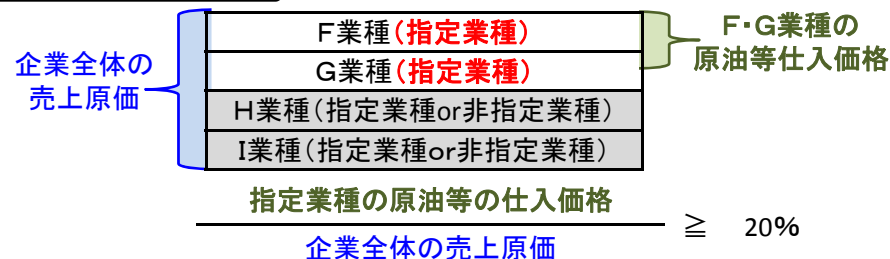 F業種(指定業種)
G業種(指定業種)
H業種(指定業種or非指定業種)
I業種(指定業種or非指定業種)
企業全体の
売上原価
F・G業種の
原油等仕入価格
指定業種の原油等の仕入価格
企業全体の売上原価
≧ 20%